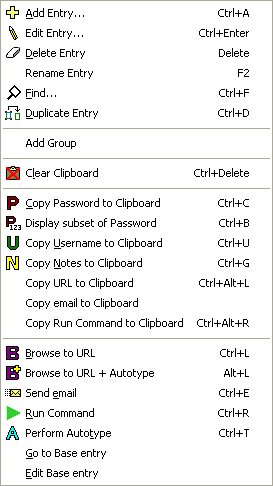 Add Entry... Ctrl+A
Edit Entry... Ctrl+Enter
Delete Entry Delete
Rename Entry F2
Find... Ctrl+F
Duplicate Entry Ctrl+D
Add Group
Clear Clipboard Ctrl+Delete
P Copy Password to Clipboard Ctrl+C
P123 Display subset of Password Ctrl+B
U Copy Username to Clipboard Ctrl+U
N Copy Notes to Clipboard Ctrl+G
Copy URL to Clipboard Ctrl+Alt+L
Copy email to Clipboard
Copy Run Command to Clipboard Ctrl+Alt+R
B Browse to URL Ctrl+L
B Browse to URL + Autotype Alt+L
Send email Ctrl+E
Run Command Ctrl+R
A Perform Autotype Ctrl+T
Go to Base entry
Edit Base entry